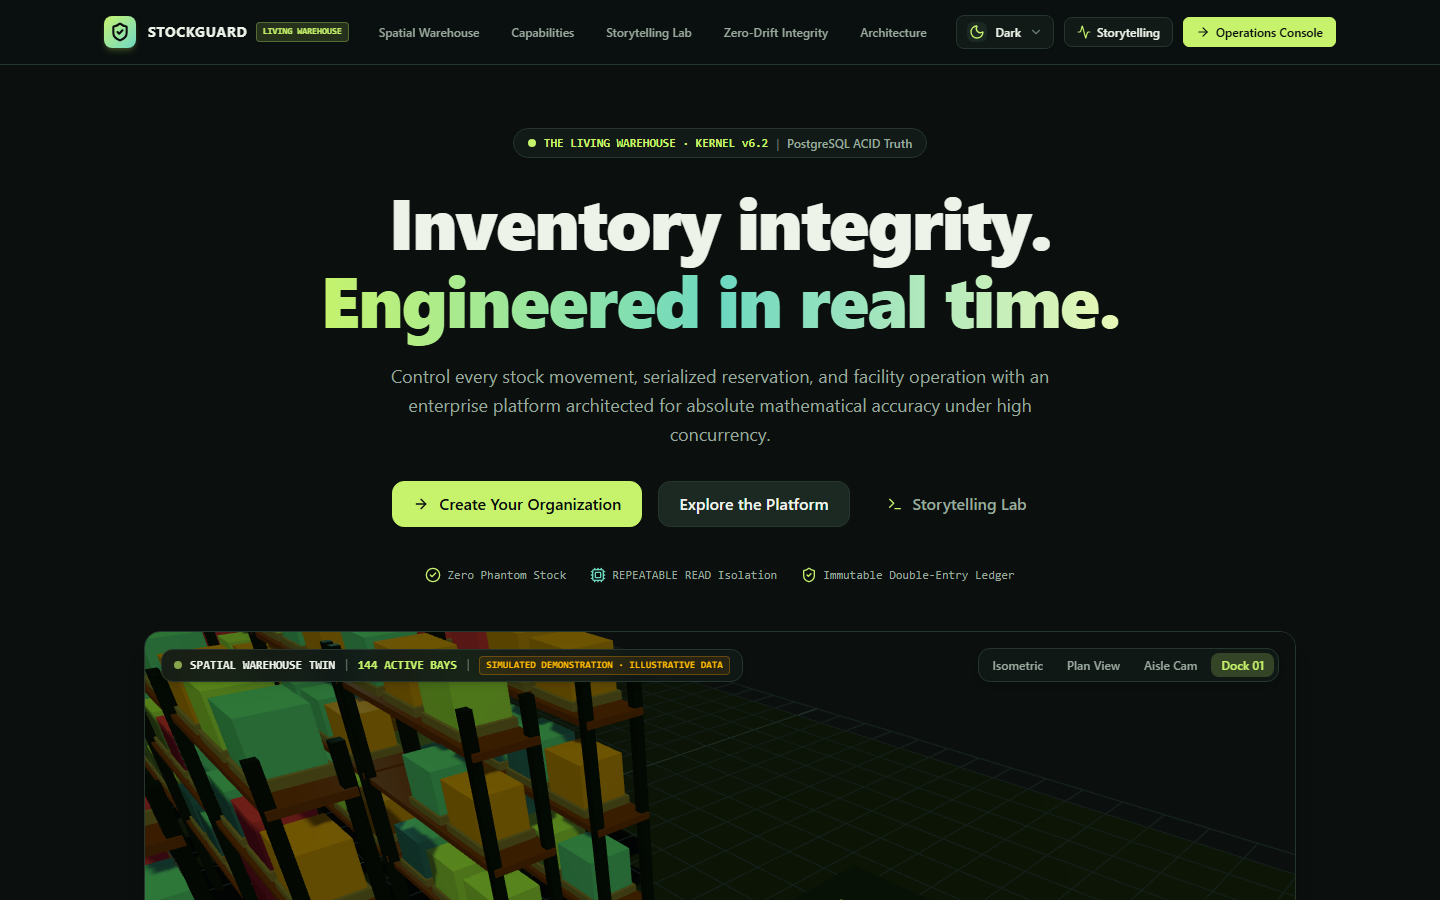 STOCKGUARD LIVING WAREHOUSE Spatial Warehouse Capabilities Storytelling Lab Zero-Drift Integrity Architecture Dark Storytelling Operations Console
THE LIVING WAREHOUSE · KERNEL v6.2 | PostgreSQL ACID Truth
Inventory integrity.
Engineered in real time.
Control every stock movement, serialized reservation, and facility operation with an
enterprise platform architected for absolute mathematical accuracy under high
concurrency.
Create Your Organization Explore the Platform Storytelling Lab
Zero Phantom Stock REPEATABLE READ Isolation Immutable Double-Entry Ledger
SPATIAL WAREHOUSE TWIN | 144 ACTIVE BAYS | SIMULATED DEMONSTRATION · ILLUSTRATIVE DATA Isometric Plan View Aisle Cam Dock 01